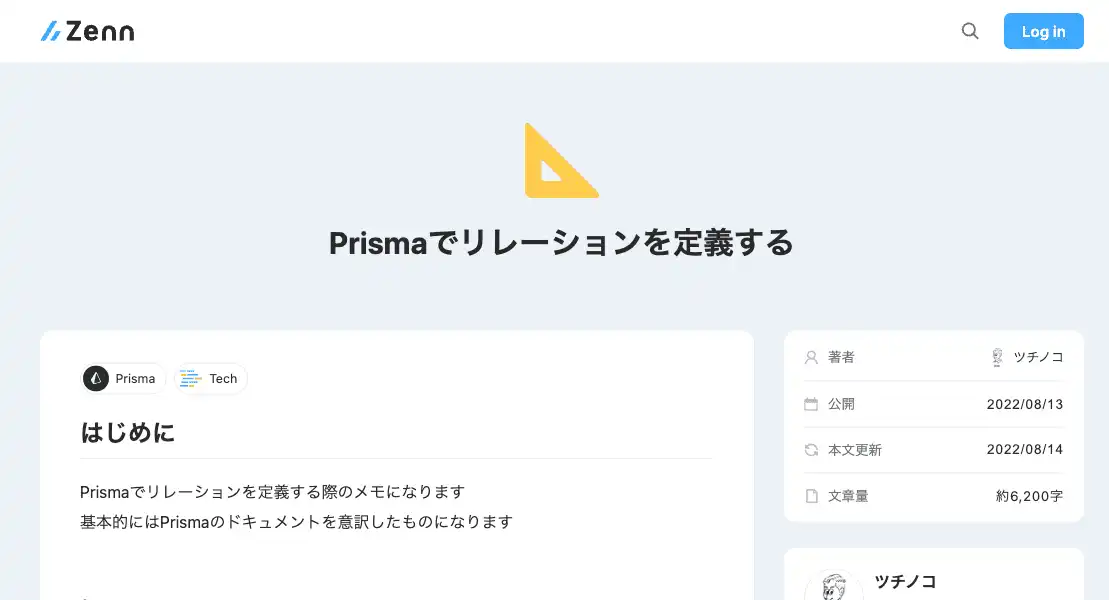 Zenn
Log in
Prismaでリレーションを定義する
Prisma
Tech
はじめに
Prismaでリレーションを定義する際のメモになります
基本的にはPrismaのドキュメントを意訳したものになります
著者
ツチノコ
公開
2022/08/13
本文更新
2022/08/14
文章量
約6,200字
ツチノコ